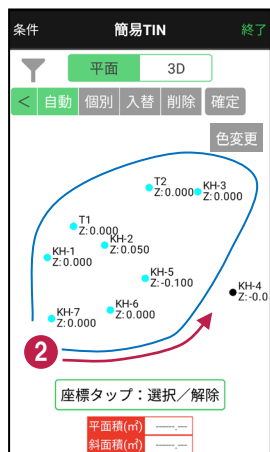 条件 簡易TIN 終了
平面 3D
< 自動 個別 入替 削除 確定
色変更
T2
Z:0.000
KH-3
Z:0.000
T1
Z:0.000
KH-2
Z:0.050
KH-1
Z:0.000
KH-5
Z:-0.100
KH-4
Z:-0.0
KH-6
Z:0.000
KH-7
Z:0.000
2
座標タップ：選択／解除
平面積(㎡) -----.---
斜面積(㎡) -----.---